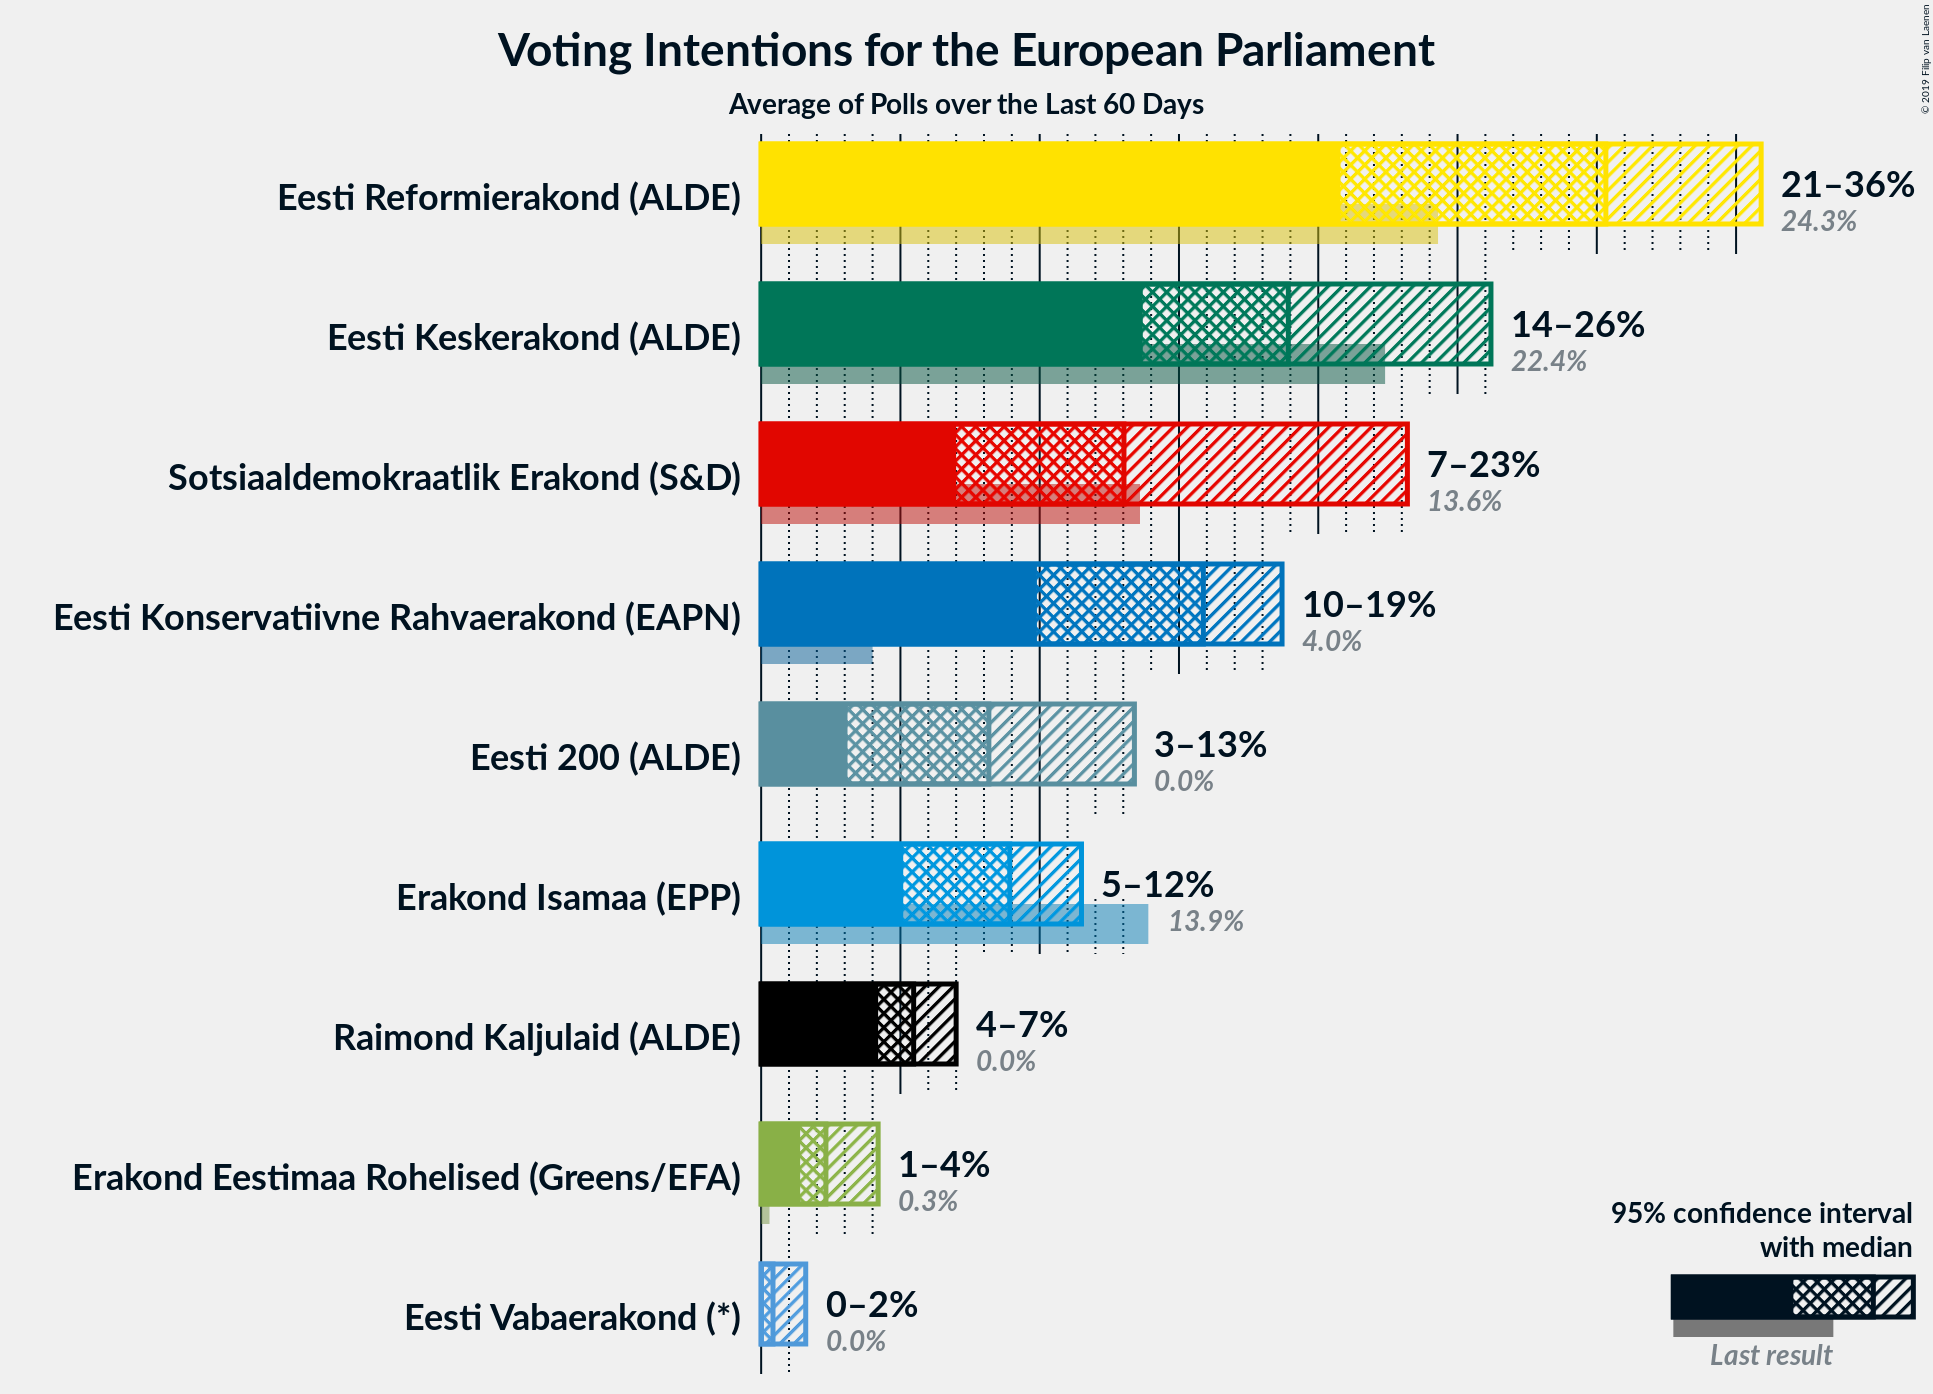 Voting Intentions for the European Parliament
Average of Polls over the Last 60 Days
© 2019 Filip van Laenen
Eesti Reformierakond (ALDE)
21–36%
24.3%
Eesti Keskerakond (ALDE)
14–26%
22.4%
Sotsiaaldemokraatlik Erakond (S&D)
7–23%
13.6%
Eesti Konservatiivne Rahvaerakond (EAPN)
10–19%
4.0%
Eesti 200 (ALDE)
3–13%
0.0%
Erakond Isamaa (EPP)
5–12%
13.9%
Raimond Kaljulaid (ALDE)
4–7%
0.0%
Erakond Eestimaa Rohelised (Greens/EFA)
1–4%
0.3%
Eesti Vabaerakond (*)
0–2%
0.0%
95% confidence interval
with median
Last result